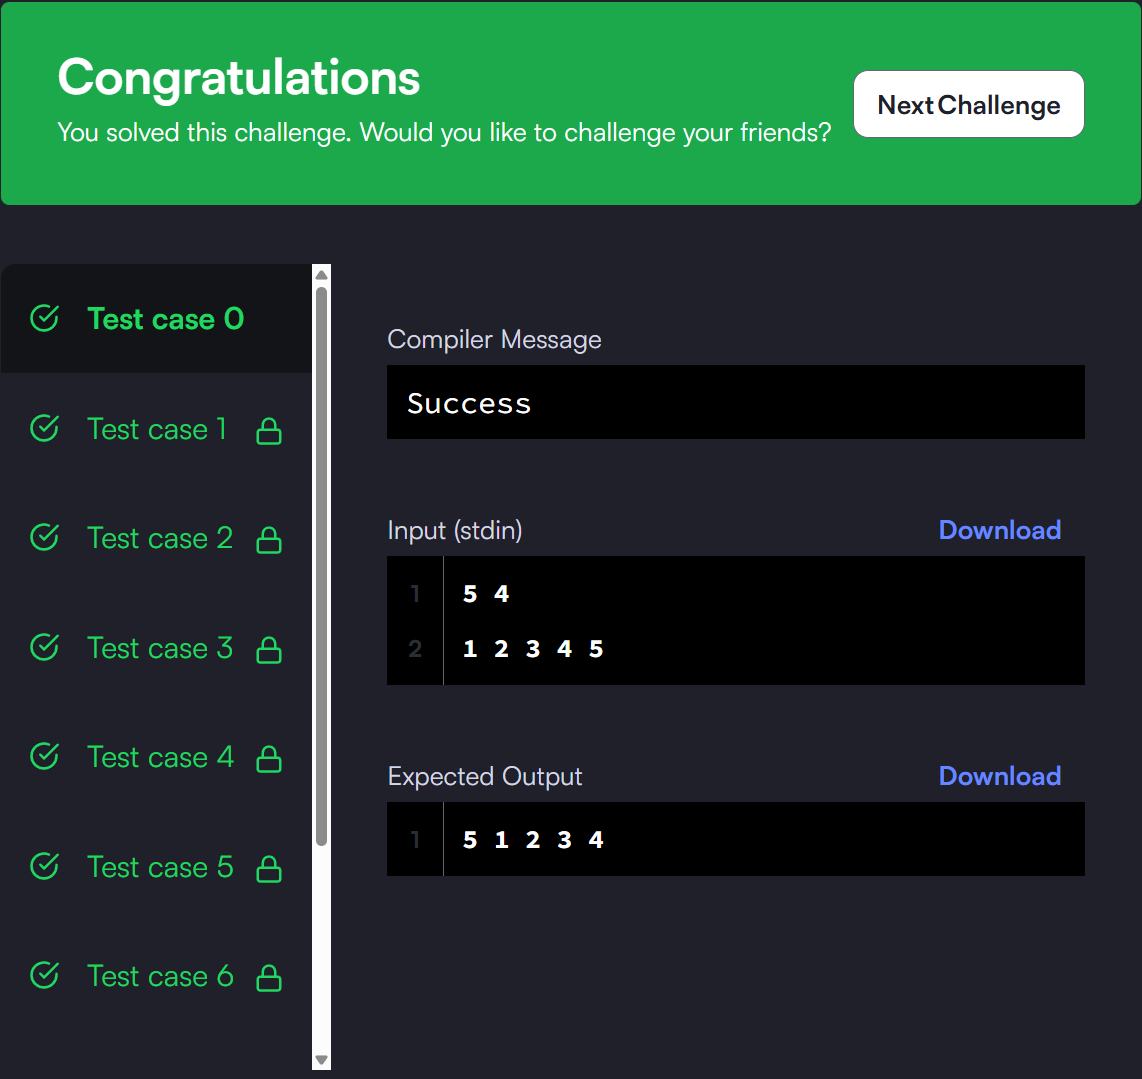 Congratulations
You solved this challenge. Would you like to challenge your friends?
Next Challenge
Test case 0
Test case 1
Test case 2
Test case 3
Test case 4
Test case 5
Test case 6
Compiler Message
Success
Input (stdin)
Download
1 5 4
2 1 2 3 4 5
Expected Output
Download
1 5 1 2 3 4